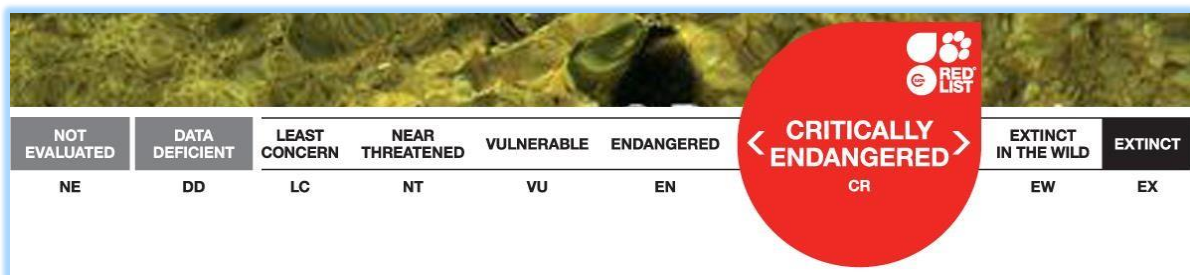 RED
LIST
NOT
EVALUATED
DATA
DEFICIENT
LEAST
CONCERN
NEAR
THREATENED
VULNERABLE
ENDANGERED
< CRITICALLY
ENDANGERED >
EXTINCT
IN THE WILD
EXTINCT
NE
DD
LC
NT
VU
EN
CR
EW
EX